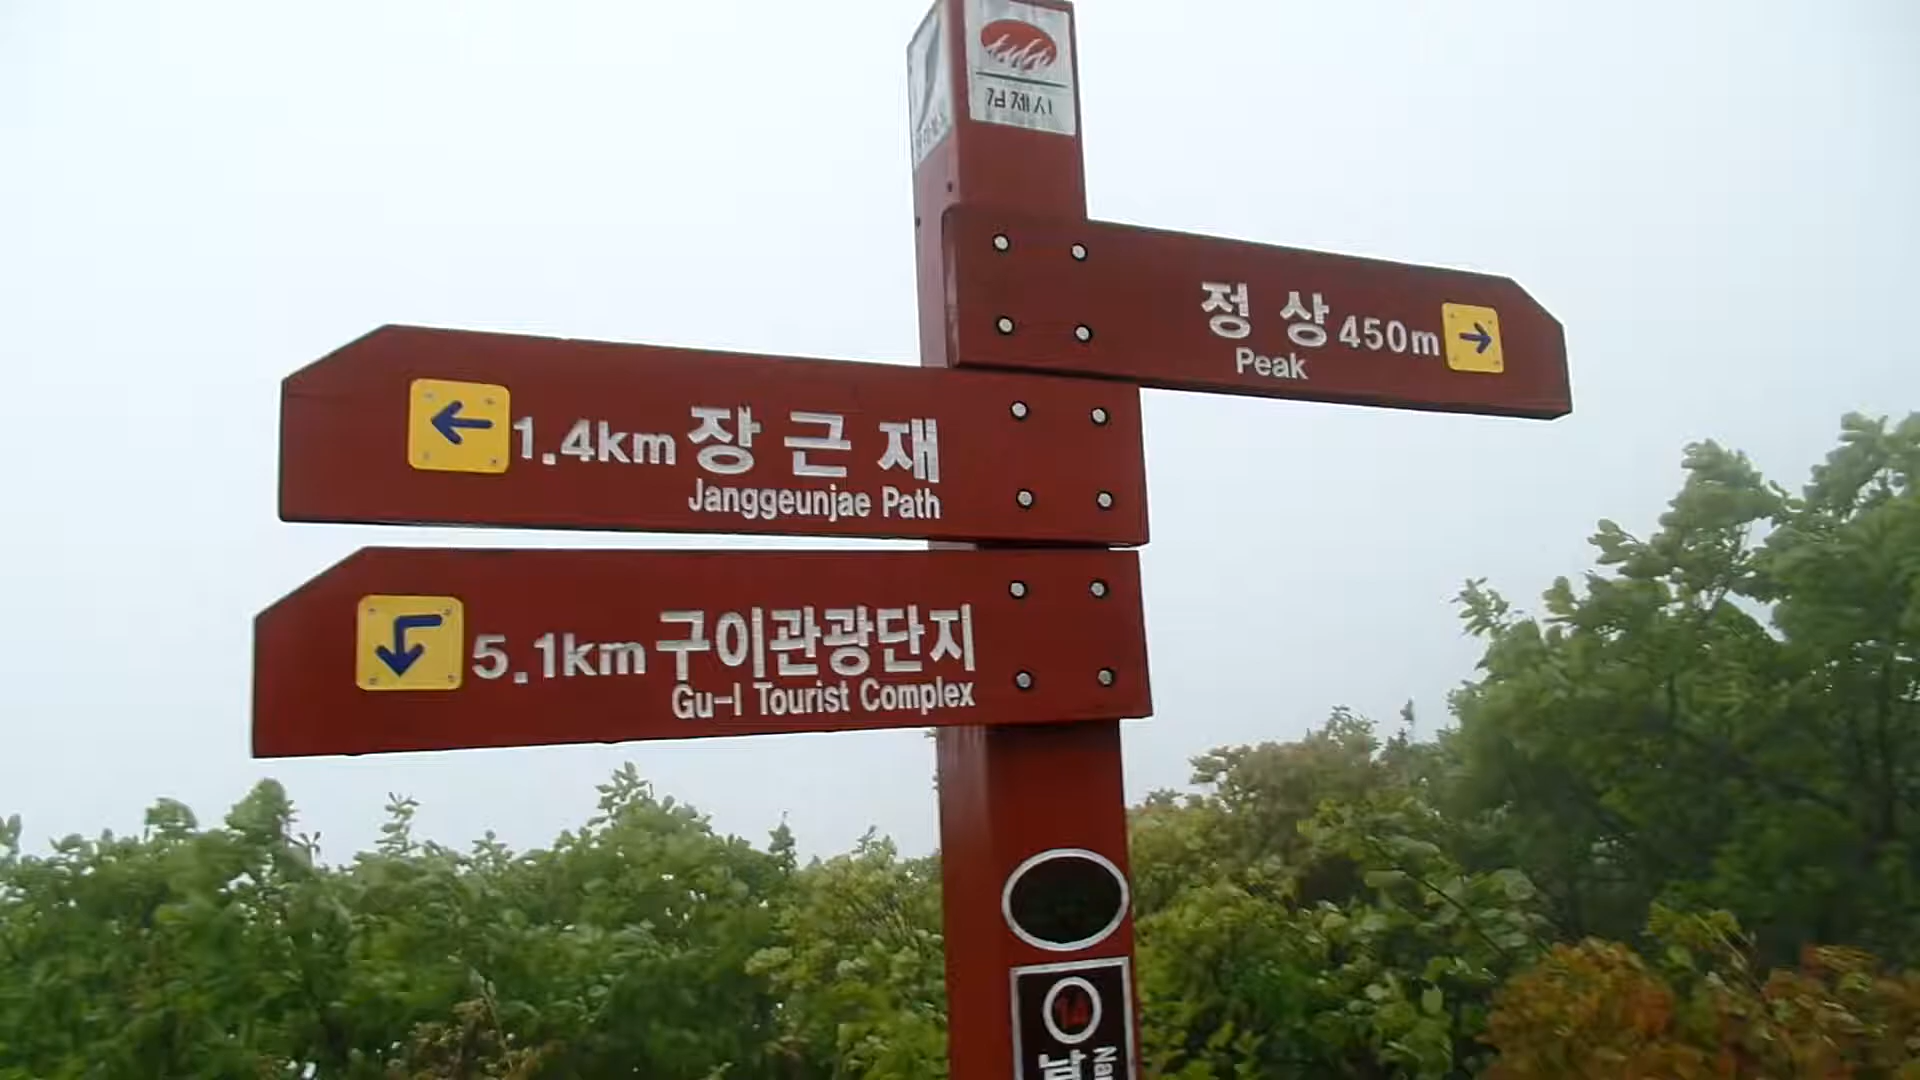 김제시
정 상 450m
Peak
1.4km 장 근 재
Janggeunjae Path
5.1km 구이관광단지
Gu-I Tourist Complex